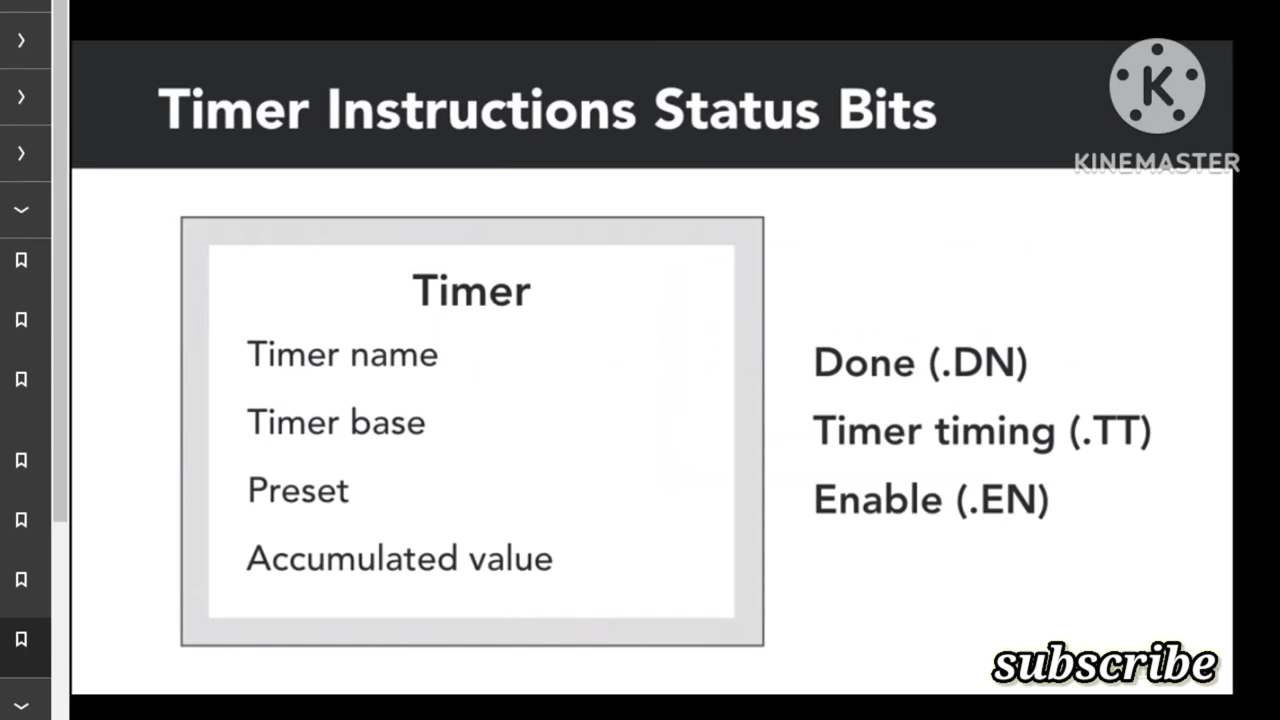 Timer Instructions Status Bits
K
KINEMASTER
Timer
Timer name
Timer base
Preset
Accumulated value
Done (.DN)
Timer timing (.TT)
Enable (.EN)
subscribe